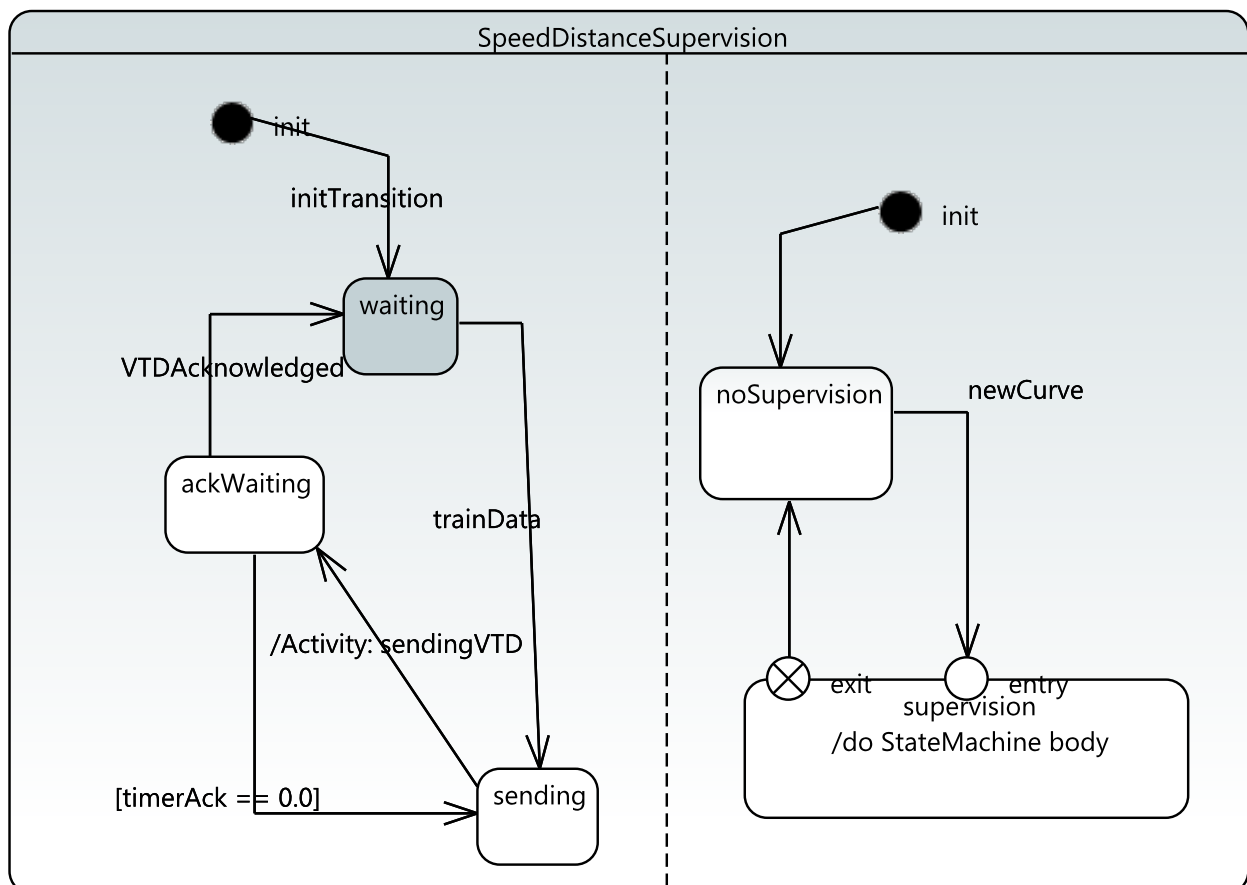 SpeedDistanceSupervision
init
initTransition
waiting
VTDAcknowledged
ackWaiting
trainData
/Activity: sendingVTD
[timerAck == 0.0]
sending
init
noSupervision
newCurve
exit
entry
supervision
/do StateMachine body